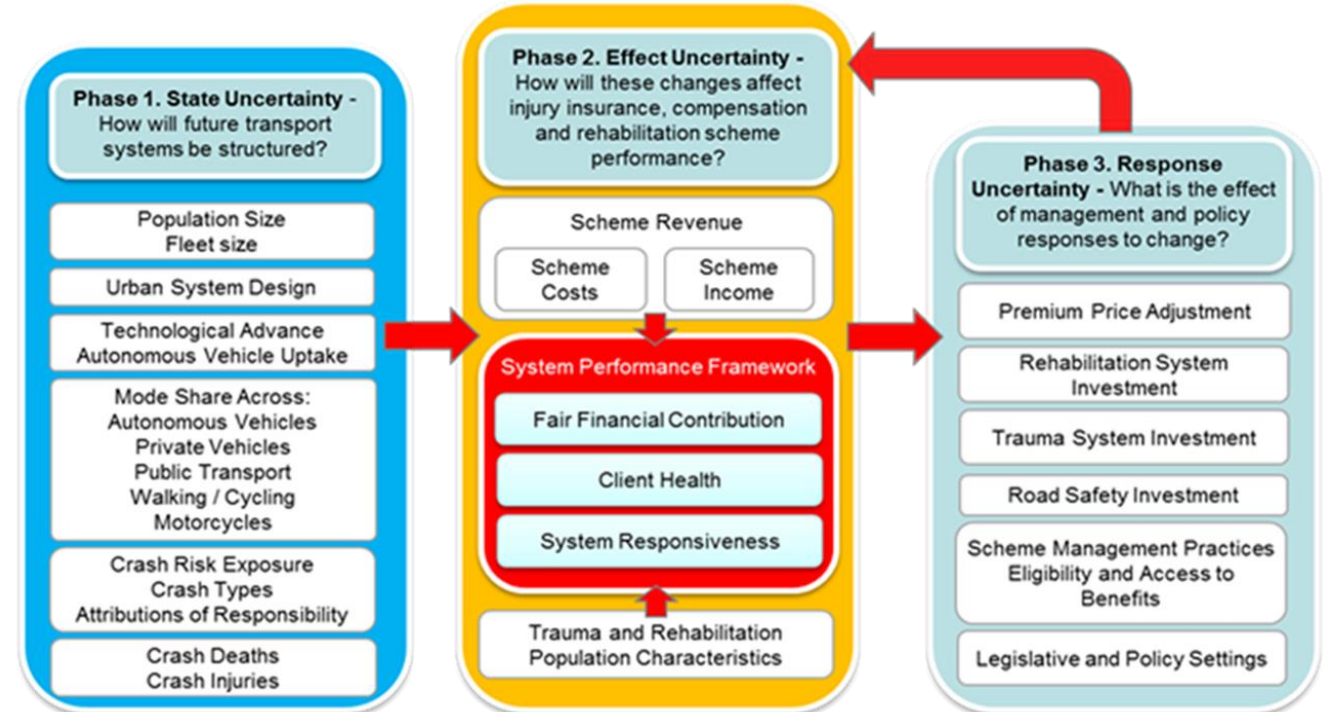 Phase 1. State Uncertainty -
How will future transport
systems be structured?
Population Size
Fleet size
Urban System Design
Technological Advance
Autonomous Vehicle Uptake
Mode Share Across:
Autonomous Vehicles
Private Vehicles
Public Transport
Walking / Cycling
Motorcycles
Crash Risk Exposure
Crash Types
Attributions of Responsibility
Crash Deaths
Crash Injuries
Phase 2. Effect Uncertainty -
How will these changes affect
injury insurance, compensation
and rehabilitation scheme
performance?
Scheme Revenue
Scheme
Costs
Scheme
Income
System Performance Framework
Fair Financial Contribution
Client Health
System Responsiveness
Trauma and Rehabilitation
Population Characteristics
Phase 3. Response
Uncertainty - What is the effect
of management and policy
responses to change?
Premium Price Adjustment
Rehabilitation System
Investment
Trauma System Investment
Road Safety Investment
Scheme Management Practices
Eligibility and Access to
Benefits
Legislative and Policy Settings